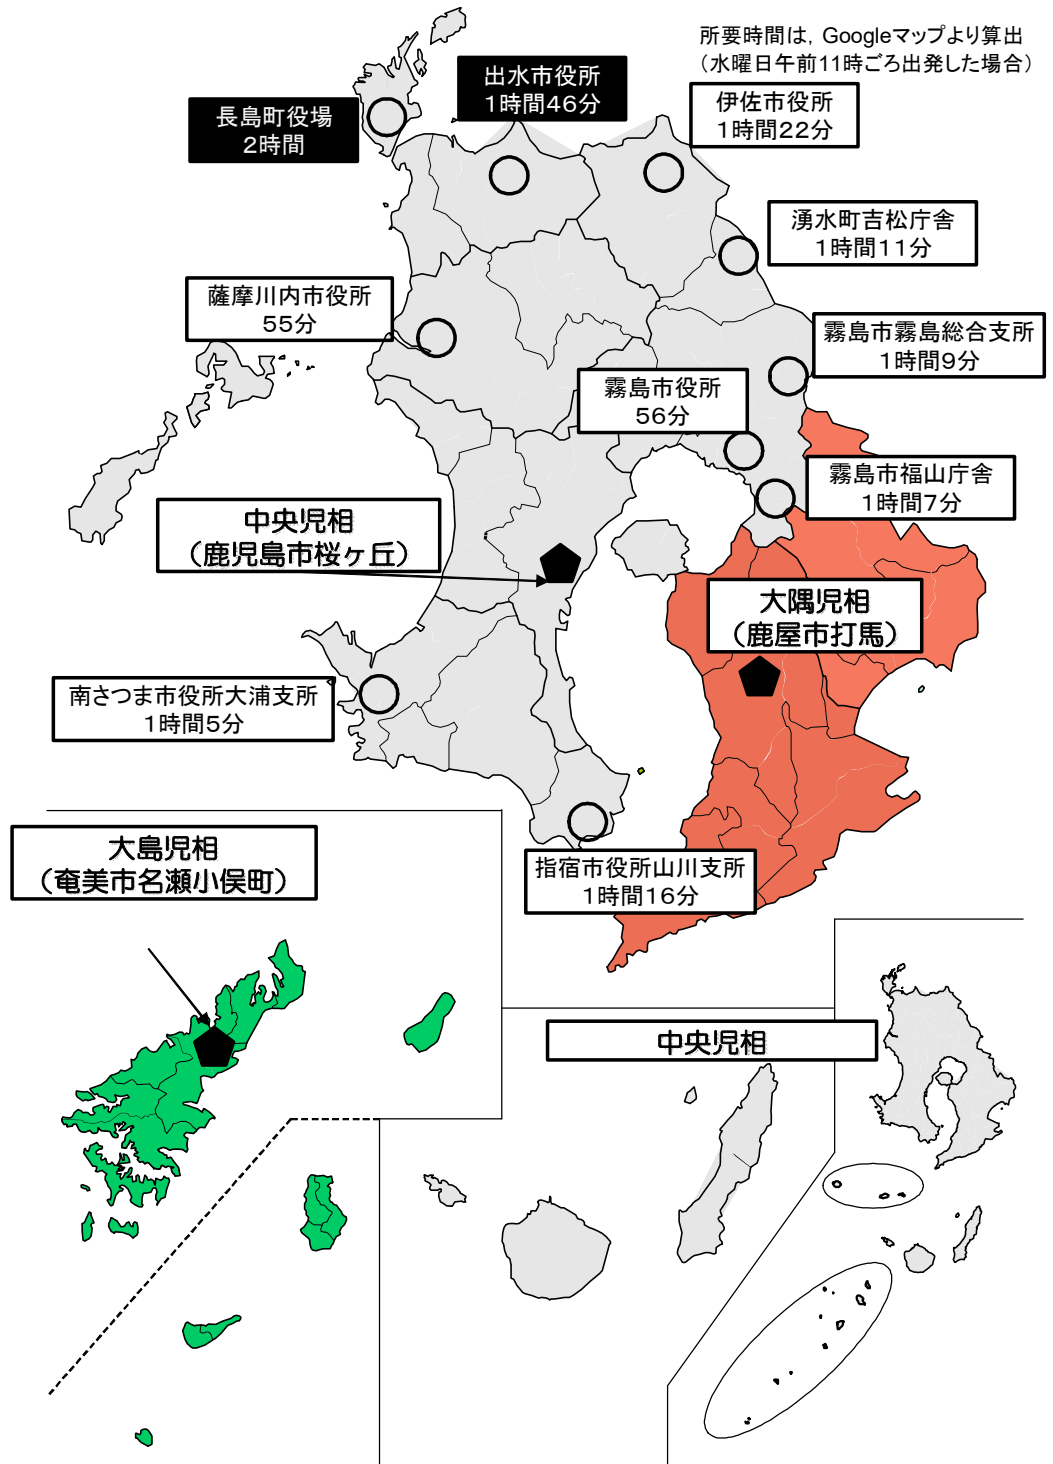 所要時間は，Googleマップより算出
（水曜日午前11時ごろ出発した場合）
出水市役所
1時間46分
伊佐市役所
1時間22分
長島町役場
2時間
湧水町吉松庁舎
1時間11分
薩摩川内市役所
55分
霧島市霧島総合支所
1時間9分
霧島市役所
56分
霧島市福山庁舎
1時間7分
中央児相
（鹿児島市桜ヶ丘）
大隅児相
（鹿屋市打馬）
南さつま市役所大浦支所
1時間5分
大島児相
（奄美市名瀬小俣町）
指宿市役所山川支所
1時間16分
中央児相